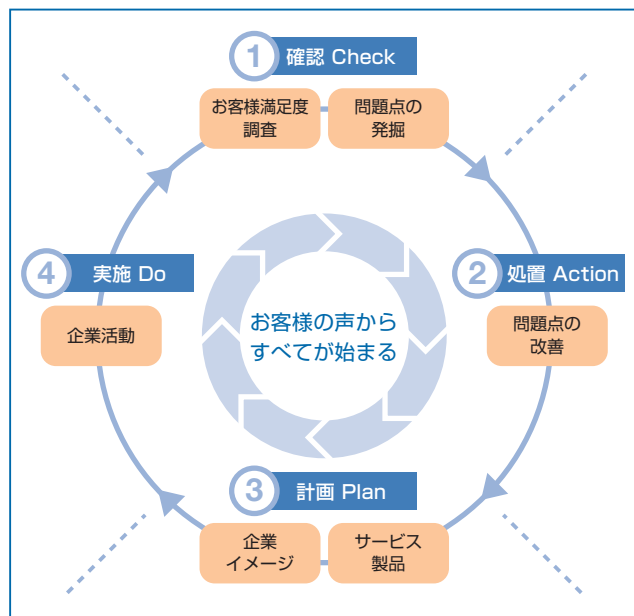 1 確認 Check
お客様満足度
調査
問題点の
発掘
2 処置 Action
問題点の
改善
3 計画 Plan
企業
イメージ
サービス
製品
4 実施 Do
企業活動
お客様の声から
すべてが始まる